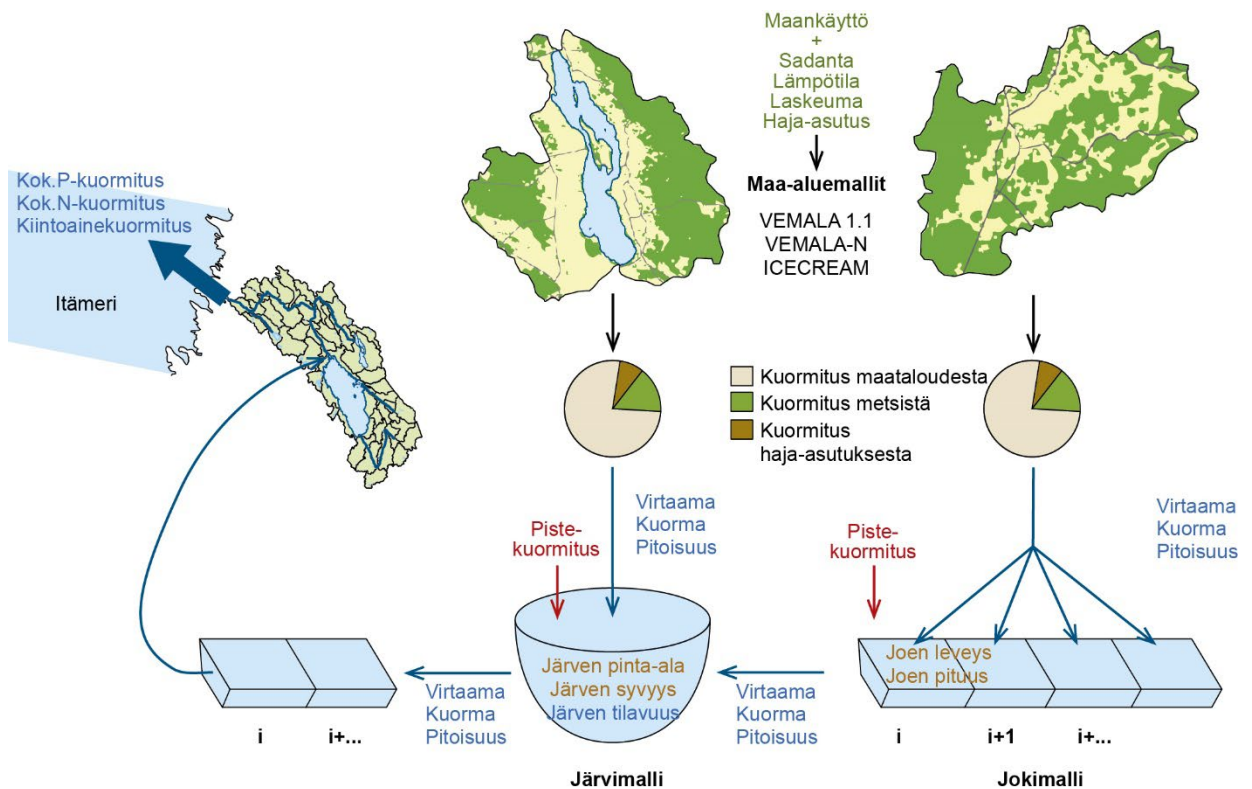 Maankäyttö
+
Sadanta
Lämpötila
Laskeuma
Haja-asutus
Maa-aluemallit
VEMALA 1.1
VEMALA-N
ICECREAM
Kok.P-kuormitus
Kok.N-kuormitus
Kiintoainekuormitus
Itämeri
Kuormitus maataloudesta
Kuormitus metsistä
Kuormitus
haja-asutuksesta
Piste-
kuormitus
Virtaama
Kuorma
Pitoisuus
Piste-
kuormitus
Virtaama
Kuorma
Pitoisuus
Järven pinta-ala
Järven syvyys
Järven tilavuus
Joen leveys
Joen pituus
Virtaama
Kuorma
Pitoisuus
Virtaama
Kuorma
Pitoisuus
i i+...
i i+1 i+...
Järvimalli
Jokimalli